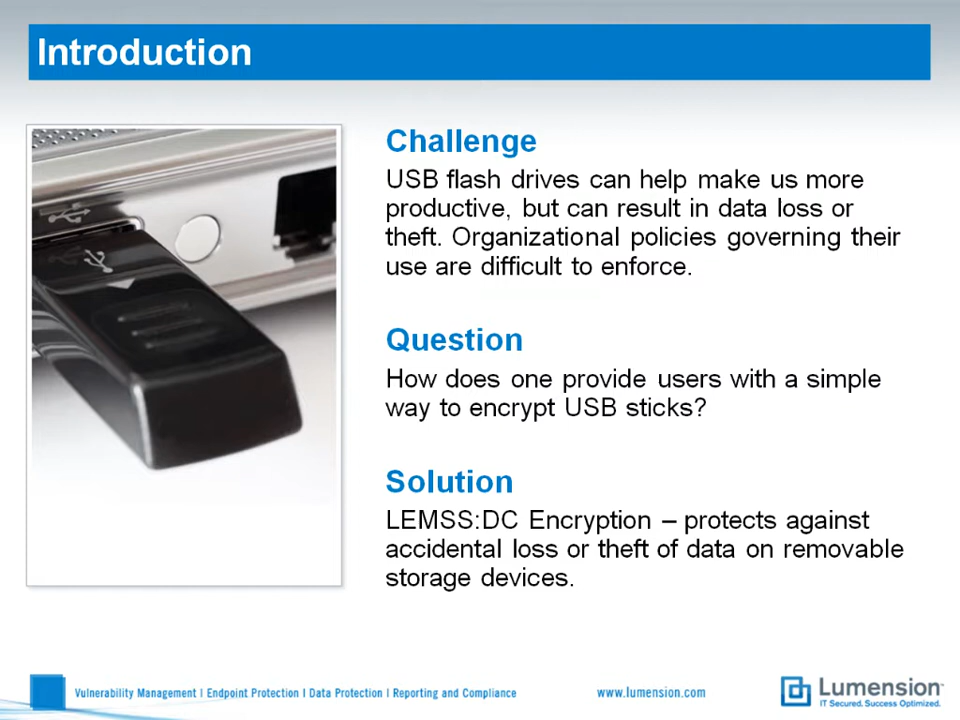 Introduction
Challenge
USB flash drives can help make us more
productive, but can result in data loss or
theft. Organizational policies governing their
use are difficult to enforce.
Question
How does one provide users with a simple
way to encrypt USB sticks?
Solution
LEMSS:DC Encryption – protects against
accidental loss or theft of data on removable
storage devices.
Vulnerability Management | Endpoint Protection | Data Protection | Reporting and Compliance
www.lumension.com
Lumension
IT Secured. Success Optimized.